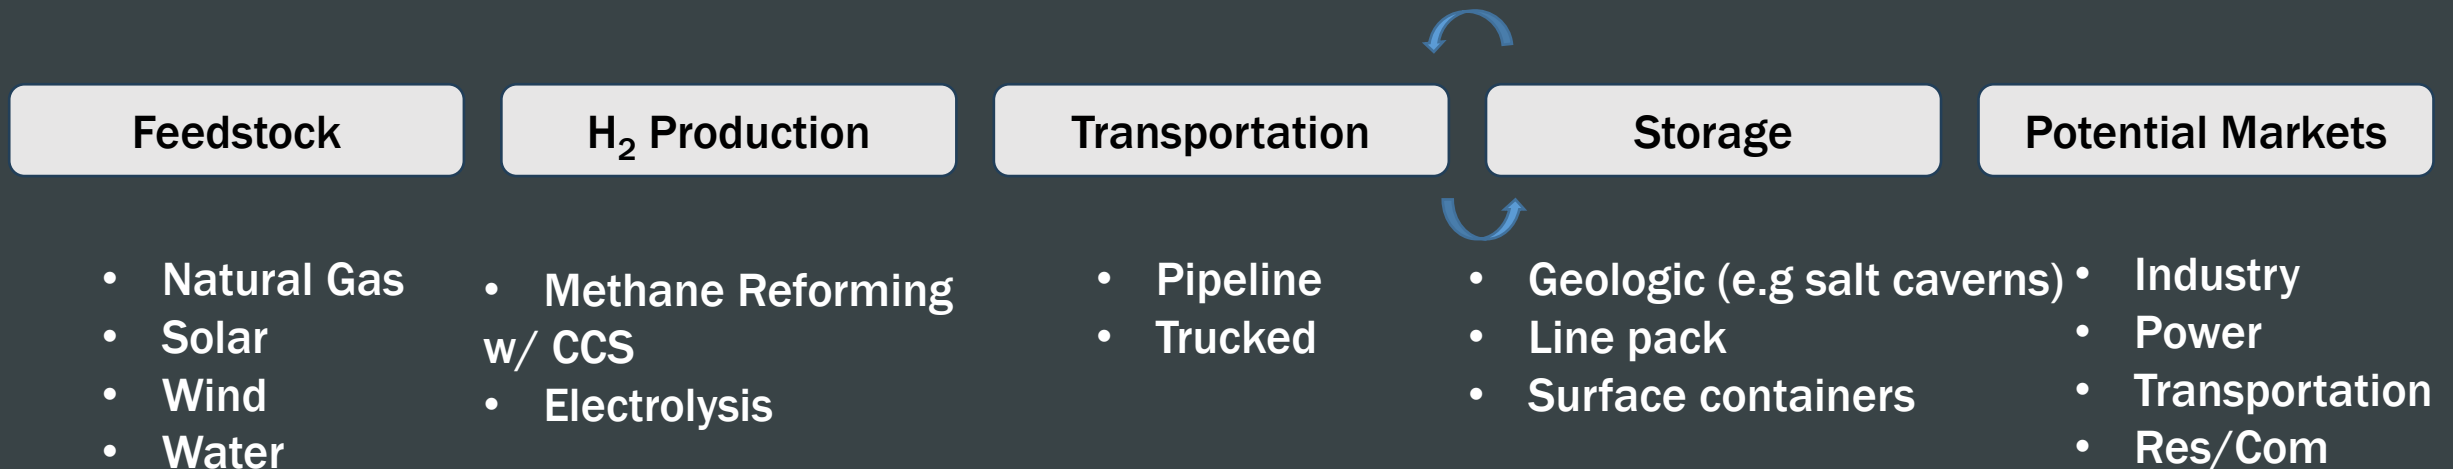 Feedstock
H₂ Production
Transportation
Storage
Potential Markets
• Natural Gas
• Solar
• Wind
• Water
• Methane Reforming
w/ CCS
• Electrolysis
• Pipeline
• Trucked
• Geologic (e.g salt caverns)
• Line pack
• Surface containers
• Industry
• Power
• Transportation
• Res/Com